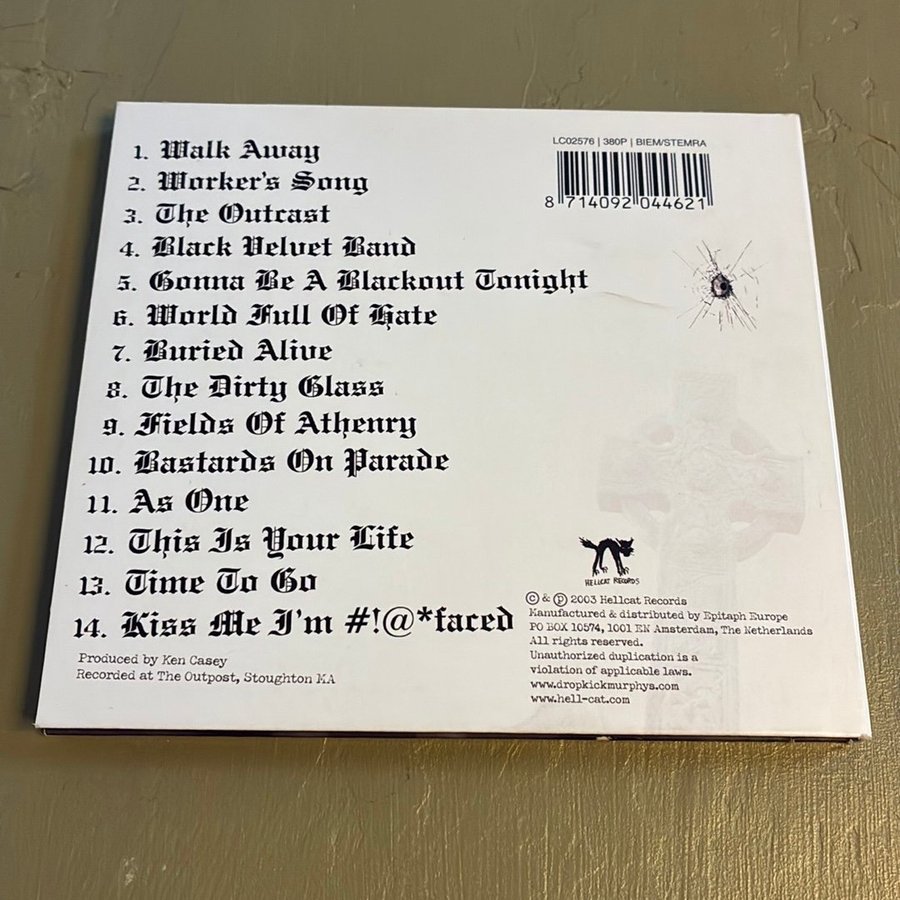 1. Walk Away
2. Worker's Song
3. The Outcast
4. Black Velvet Band
5. Gonna Be A Blackout Tonight
6. World Full Of Hate
7. Buried Alive
8. The Dirty Glass
9. Fields Of Athenry
10. Bastards On Parade
11. As One
12. This Is Your Life
13. Time To Go
14. Kiss Me I'm #!@*faced
Produced by Ken Casey
Recorded at The Outpost, Stoughton MA
LC02576 | 380P | BIEM/STEMRA
8 714092 044621
HELLCAT RECORDS
© & ℗ 2003 Hellcat Records
Manufactured & distributed by Epitaph Europe
PO BOX 10574, 1001 EN Amsterdam, The Netherlands
All rights reserved.
Unauthorized duplication is a
violation of applicable laws.
www.dropkickmurphys.com
www.hell-cat.com